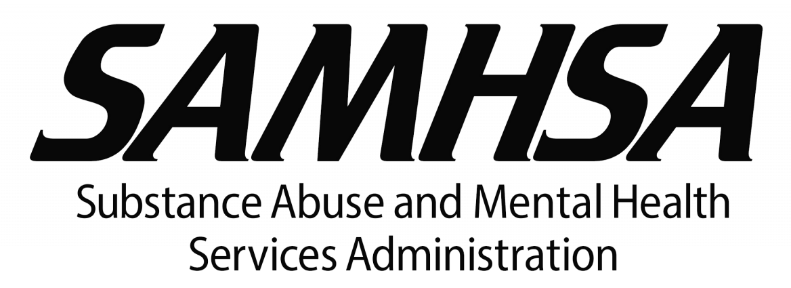 SAMHSA
Substance Abuse and Mental Health
Services Administration